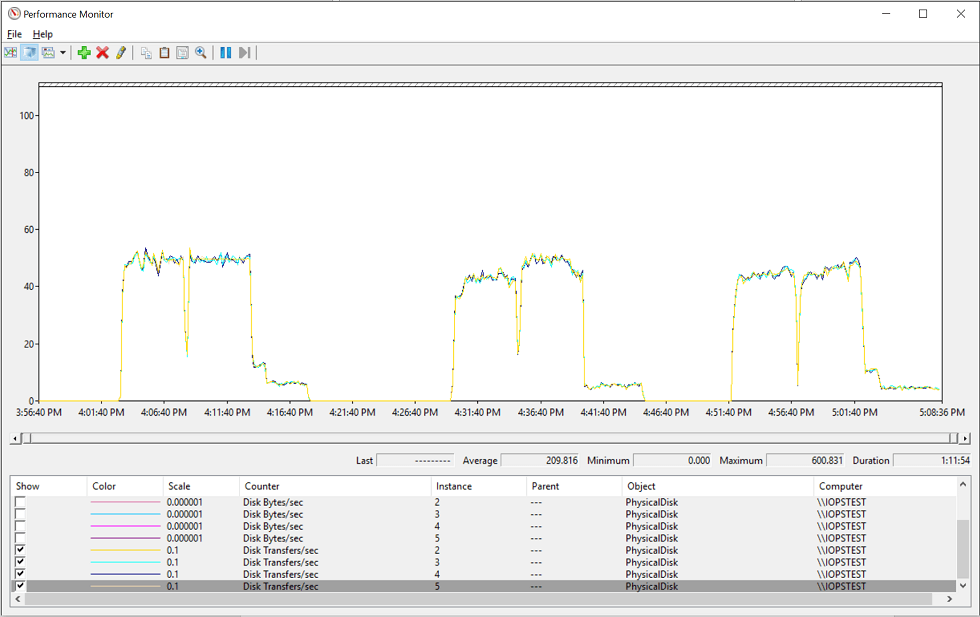 Performance Monitor
File Help
100
80
60
40
20
0
3:56:40 PM 4:01:40 PM 4:06:40 PM 4:11:40 PM 4:16:40 PM 4:21:40 PM 4:26:40 PM 4:31:40 PM 4:36:40 PM 4:41:40 PM 4:46:40 PM 4:51:40 PM 4:56:40 PM 5:01:40 PM 5:08:36 PM
Last --------- Average 209.816 Minimum 0.000 Maximum 600.831 Duration 1:11:54
Show Color Scale Counter Instance Parent Object Computer
0.000001 Disk Bytes/sec 2 --- PhysicalDisk \\IOPSTEST
0.000001 Disk Bytes/sec 3 --- PhysicalDisk \\IOPSTEST
0.000001 Disk Bytes/sec 4 --- PhysicalDisk \\IOPSTEST
0.000001 Disk Bytes/sec 5 --- PhysicalDisk \\IOPSTEST
0.1 Disk Transfers/sec 2 --- PhysicalDisk \\IOPSTEST
0.1 Disk Transfers/sec 3 --- PhysicalDisk \\IOPSTEST
0.1 Disk Transfers/sec 4 --- PhysicalDisk \\IOPSTEST
0.1 Disk Transfers/sec 5 --- PhysicalDisk \\IOPSTEST